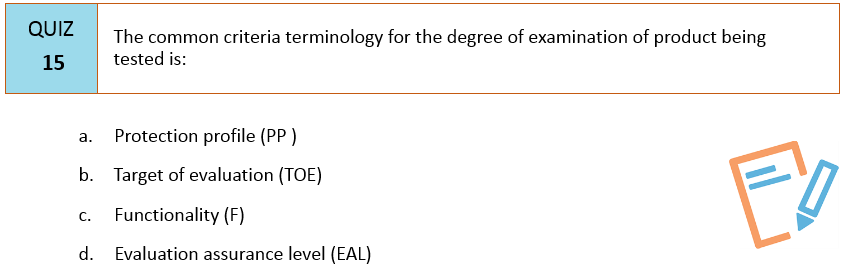 QUIZ
15
The common criteria terminology for the degree of examination of product being
tested is:
a. Protection profile (PP )
b. Target of evaluation (TOE)
c. Functionality (F)
d. Evaluation assurance level (EAL)